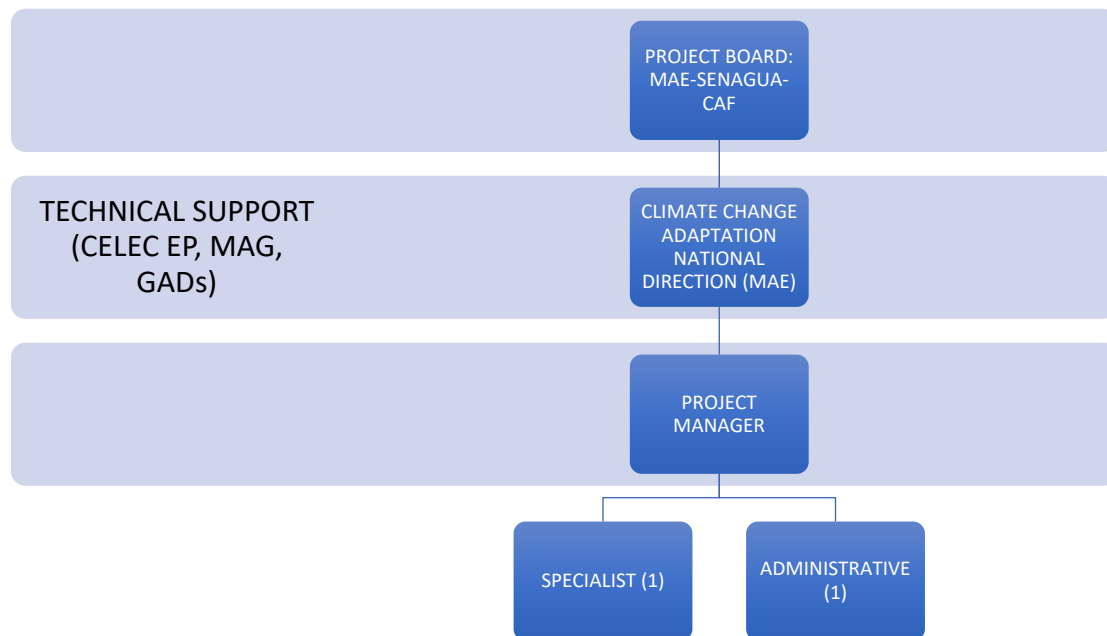 PROJECT BOARD:
MAE-SENAGUA-
CAF
TECHNICAL SUPPORT
(CELEC EP, MAG,
GADs)
CLIMATE CHANGE
ADAPTATION
NATIONAL
DIRECTION (MAE)
PROJECT
MANAGER
SPECIALIST (1)
ADMINISTRATIVE
(1)